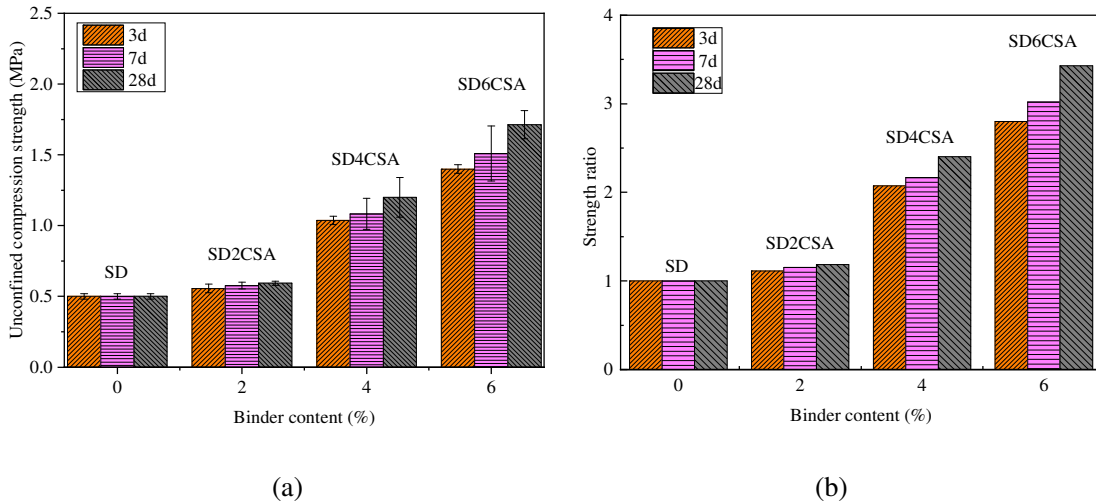 2.5
2.0
1.5
1.0
0.5
0.0
Unconfined compression strength (MPa)
3d
7d
28d
SD
SD2CSA
SD4CSA
SD6CSA
0 2 4 6
Binder content (%)
(a)
4
3
2
1
0
Strength ratio
3d
7d
28d
SD
SD2CSA
SD4CSA
SD6CSA
0 2 4 6
Binder content (%)
(b)